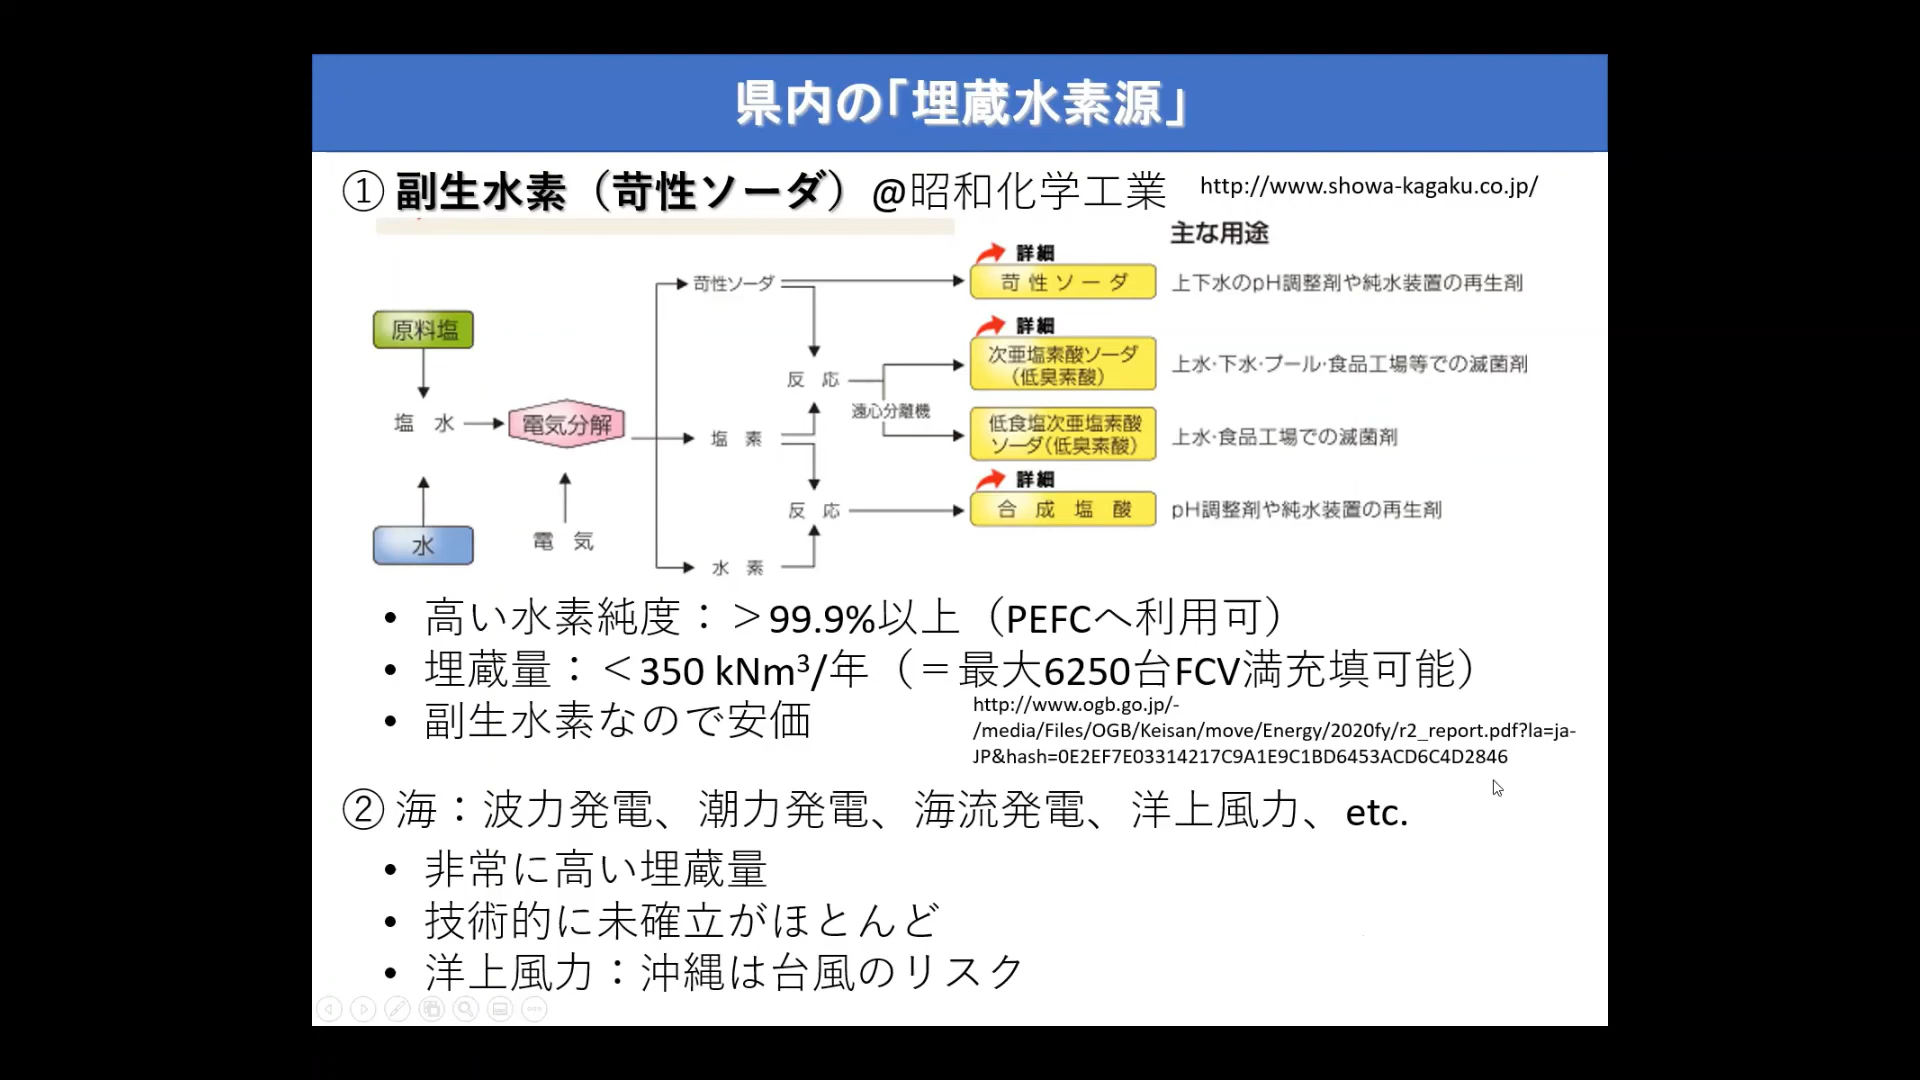 県内の「埋蔵水素源」
① 副生水素（苛性ソーダ）@昭和化学工業
http://www.showa-kagaku.co.jp/
主な用途
原料塩
塩 水
水
電気分解
電 気
苛性ソーダ
塩 素
水 素
反 応
遠心分離機
反 応
詳細
苛性ソーダ
上下水のpH調整剤や純水装置の再生剤
詳細
次亜塩素酸ソーダ
（低臭素酸）
上水・下水・プール・食品工場等での滅菌剤
低食塩次亜塩素酸
ソーダ（低臭素酸）
上水・食品工場での滅菌剤
詳細
合 成 塩 酸
pH調整剤や純水装置の再生剤
• 高い水素純度：＞99.9%以上（PEFCへ利用可）
• 埋蔵量：＜350 kNm³/年（＝最大6250台FCV満充填可能）
• 副生水素なので安価
http://www.ogb.go.jp/-
/media/Files/OGB/Keisan/move/Energy/2020fy/r2_report.pdf?la=ja-
JP&hash=0E2EF7E03314217C9A1E9C1BD6453ACD6C4D2846
② 海：波力発電、潮力発電、海流発電、洋上風力、etc.
• 非常に高い埋蔵量
• 技術的に未確立がほとんど
• 洋上風力：沖縄は台風のリスク